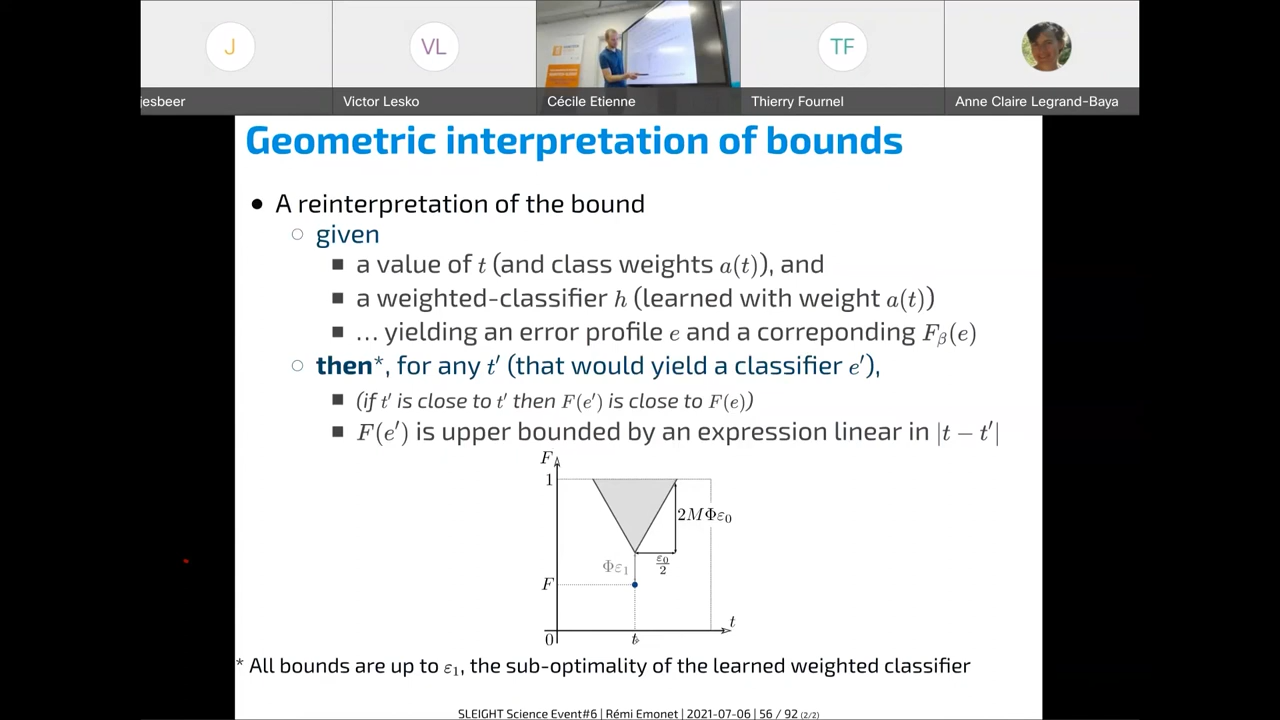 J
VL
TF
jesbeer
Victor Lesko
Cécile Etienne
Thierry Fournel
Anne Claire Legrand-Baya
Geometric interpretation of bounds
• A reinterpretation of the bound
○ given
■ a value of t (and class weights a(t)), and
■ a weighted-classifier h (learned with weight a(t))
■ … yielding an error profile e and a correponding F_β(e)
○ then*, for any t′ (that would yield a classifier e′),
■ (if t′ is close to t′ then F(e′) is close to F(e))
■ F(e′) is upper bounded by an expression linear in |t − t′|
F
1
2MΦε₀
Φε₁
ε₀/2
F
0
t
t
* All bounds are up to ε₁, the sub-optimality of the learned weighted classifier
SLEIGHT Science Event#6 | Rémi Emonet | 2021-07-06 | 56 / 92 (2/2)